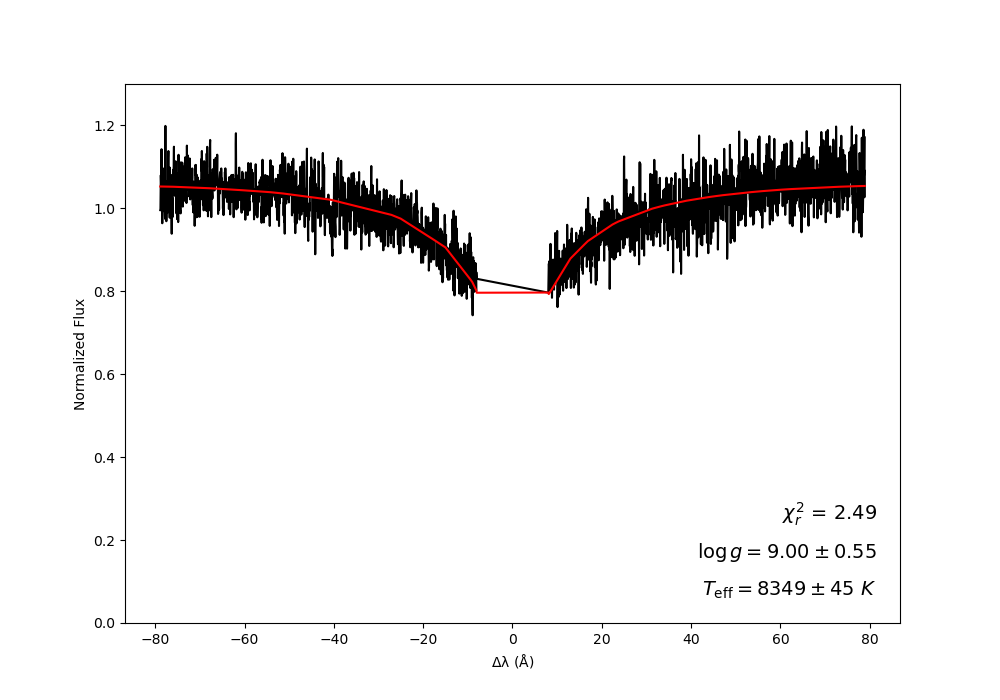 1.2
1.0
0.8
0.6
0.4
0.2
0.0
Normalized Flux
χ²ᵣ = 2.49
log g = 9.00 ± 0.55
T_eff = 8349 ± 45 K
−80 −60 −40 −20 0 20 40 60 80
Δλ (Å)